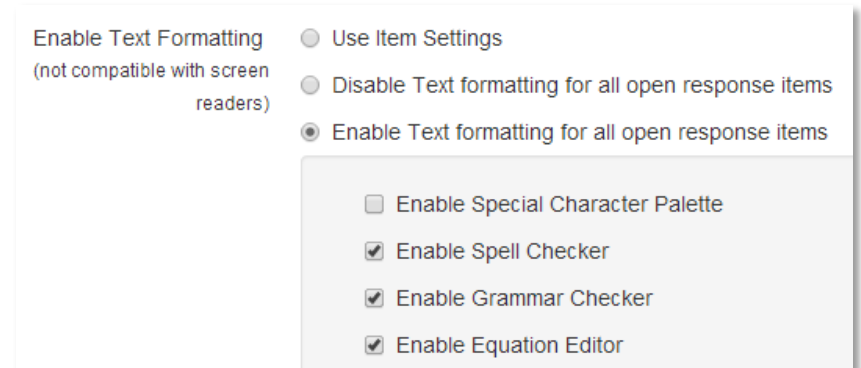 Enable Text Formatting
(not compatible with screen
readers)
Use Item Settings
Disable Text formatting for all open response items
Enable Text formatting for all open response items
Enable Special Character Palette
Enable Spell Checker
Enable Grammar Checker
Enable Equation Editor